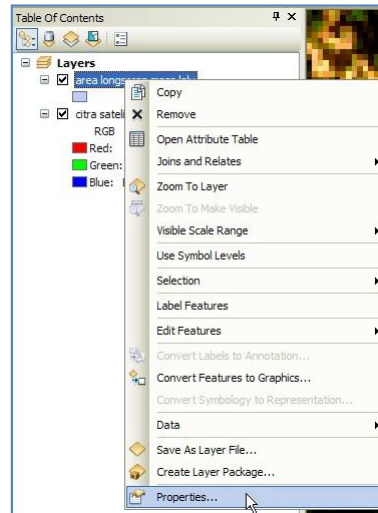 Table Of Contents
Layers
area longsoran
Copy
citra
Remove
RGB
Open Attribute Table
Red:
Joins and Relates
Green:
Zoom To Layer
Blue:
Zoom To Make Visible
Visible Scale Range
Use Symbol Levels
Selection
Label Features
Edit Features
Convert Labels to Annotation...
Convert Features to Graphics...
Convert Symbology to Representation...
Data
Save As Layer File...
Create Layer Package...
Properties...